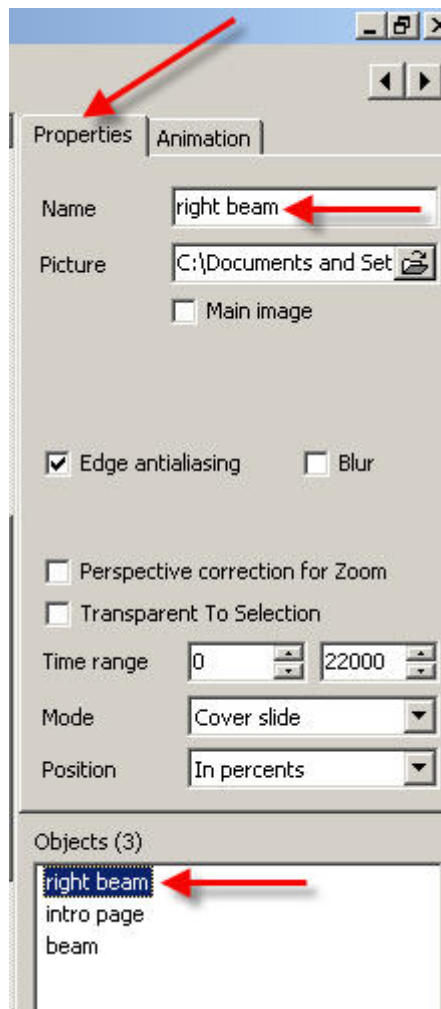 Properties Animation
Name right beam
Picture C:\Documents and Set
Main image
Edge antialiasing Blur
Perspective correction for Zoom
Transparent To Selection
Time range 0 22000
Mode Cover slide
Position In percents
Objects (3)
right beam
intro page
beam